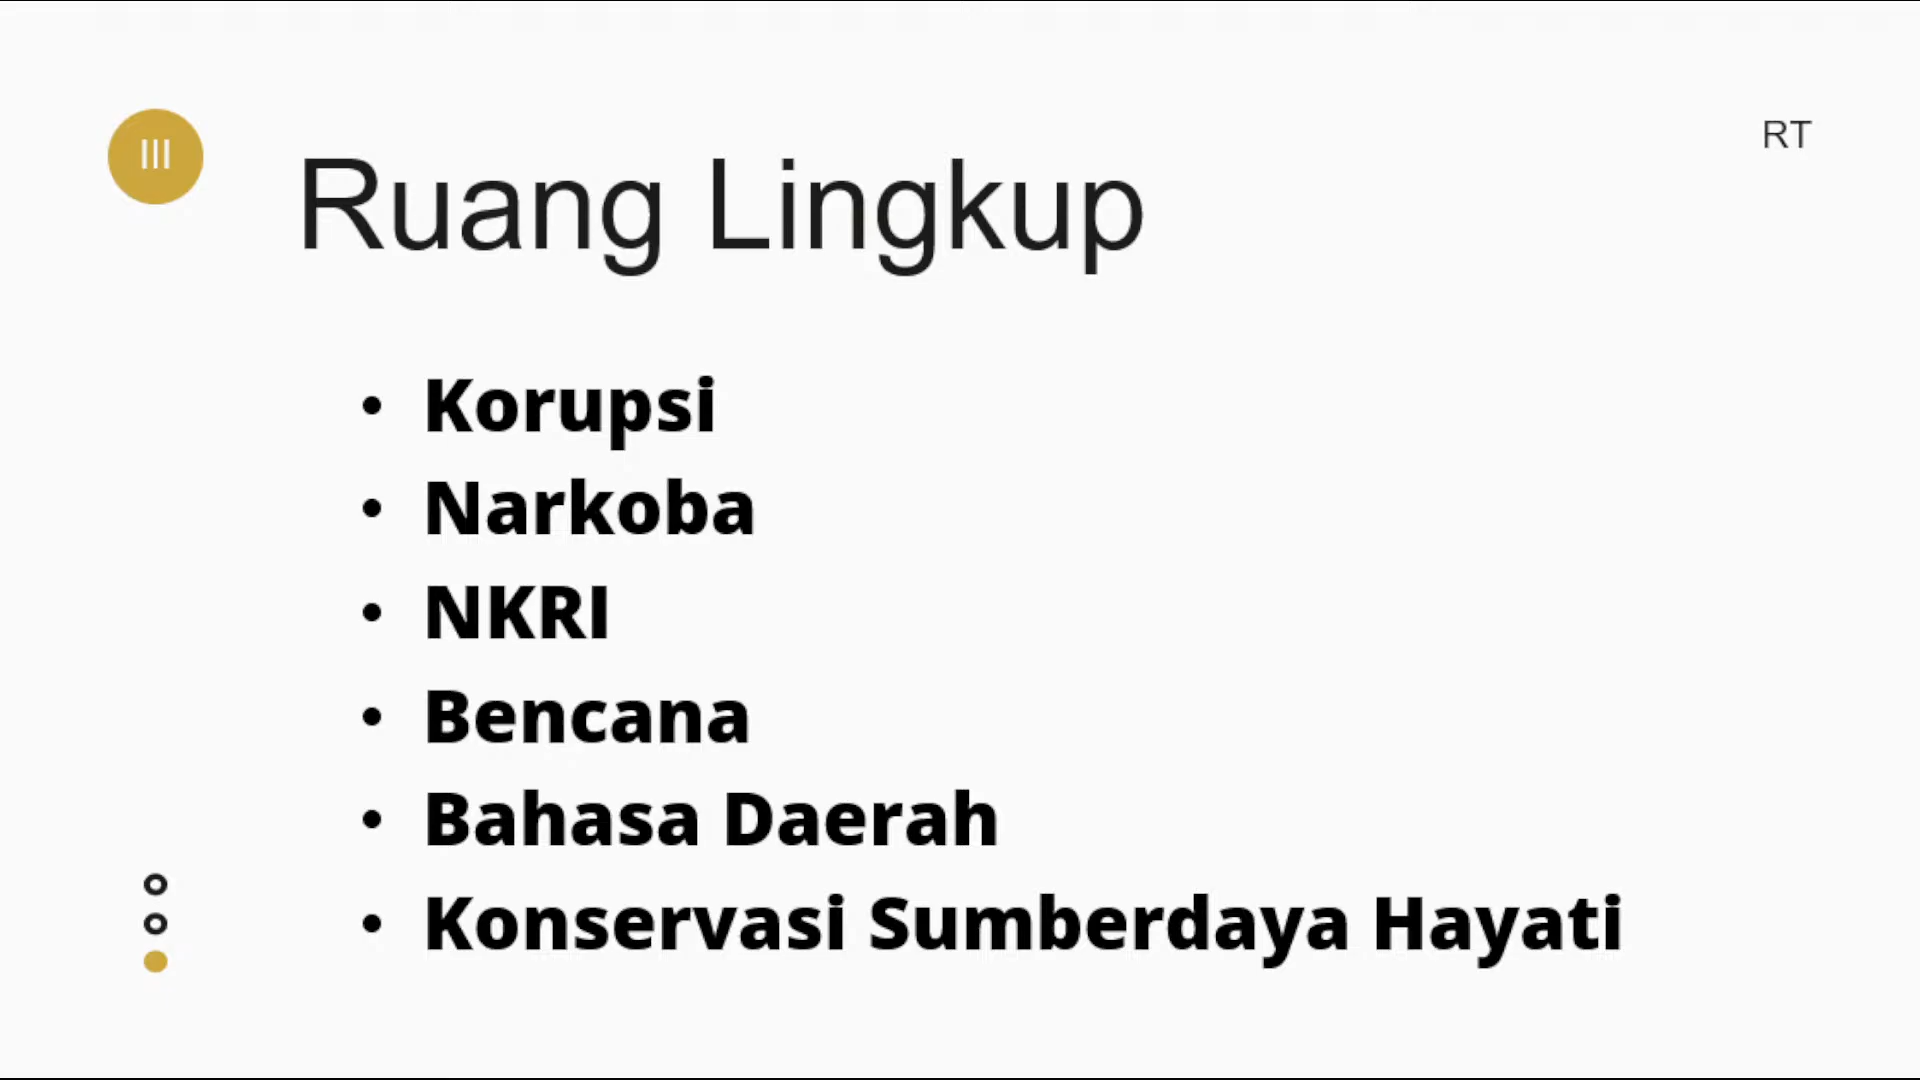 III
RT
Ruang Lingkup
• Korupsi
• Narkoba
• NKRI
• Bencana
• Bahasa Daerah
• Konservasi Sumberdaya Hayati